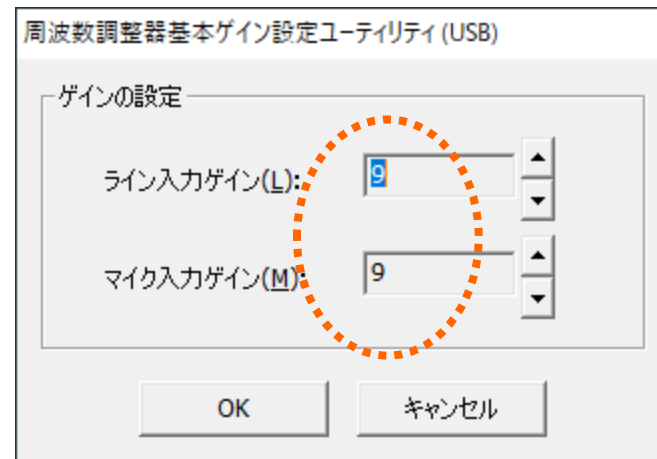 周波数調整器基本ゲイン設定ユーティリティ (USB)
ゲインの設定
ライン入力ゲイン(L): 9
マイク入力ゲイン(M): 9
OK キャンセル